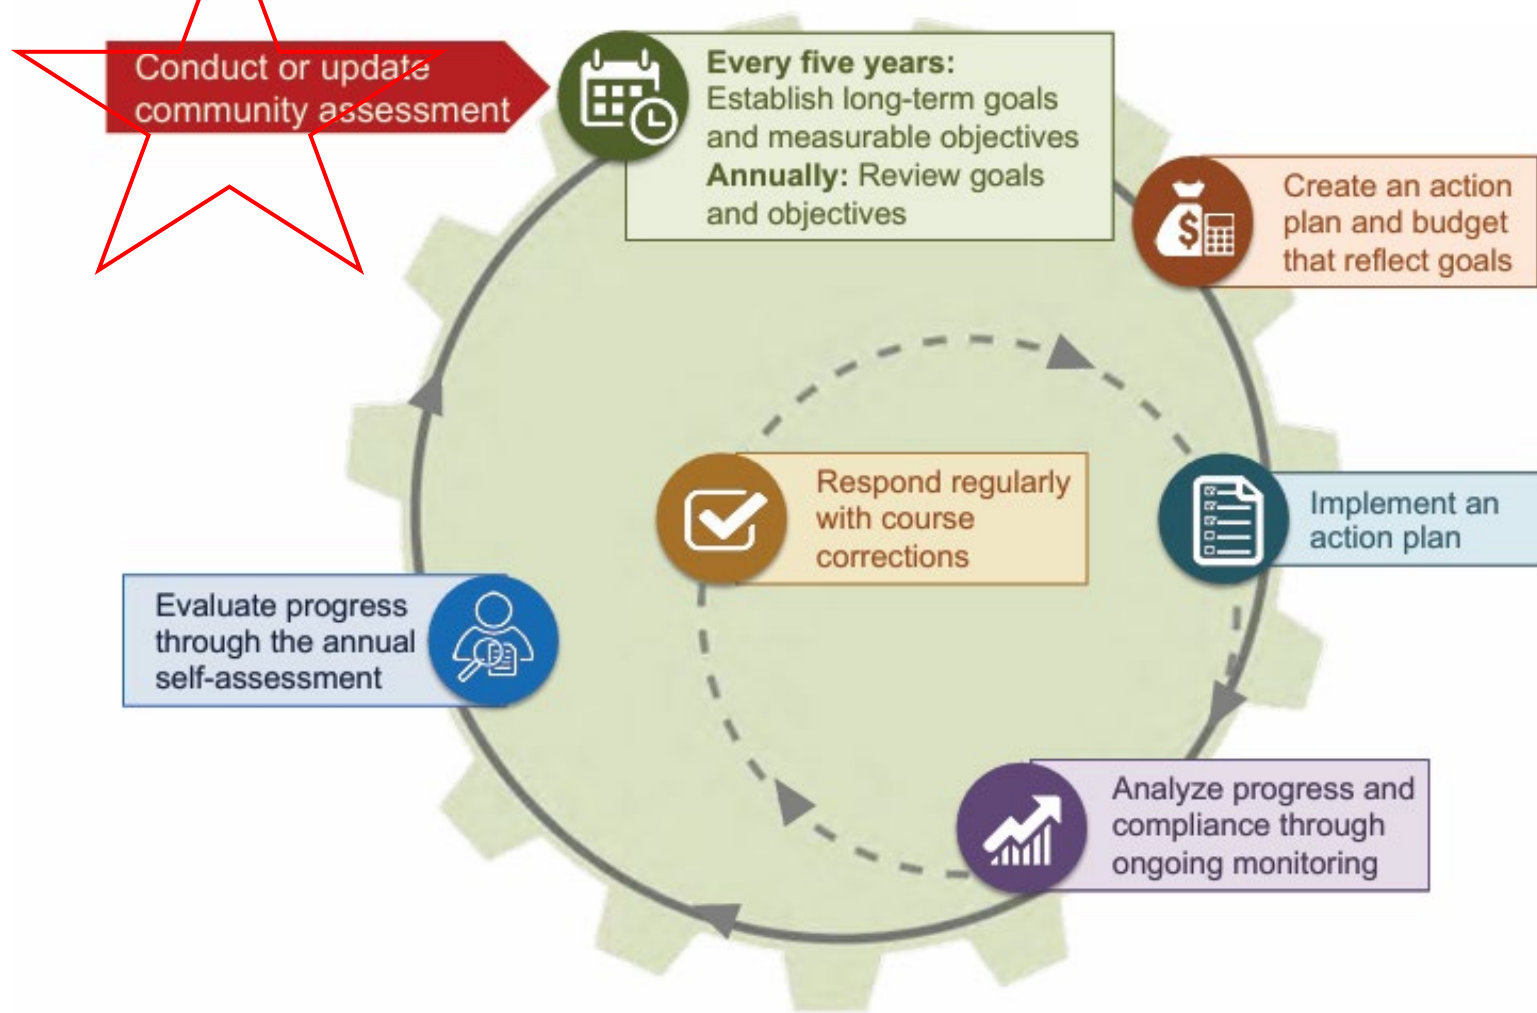 Conduct or update
community assessment
Every five years:
Establish long-term goals
and measurable objectives
Annually: Review goals
and objectives
$
Create an action
plan and budget
that reflect goals
Implement an
action plan
Respond regularly
with course
corrections
Analyze progress and
compliance through
ongoing monitoring
Evaluate progress
through the annual
self-assessment